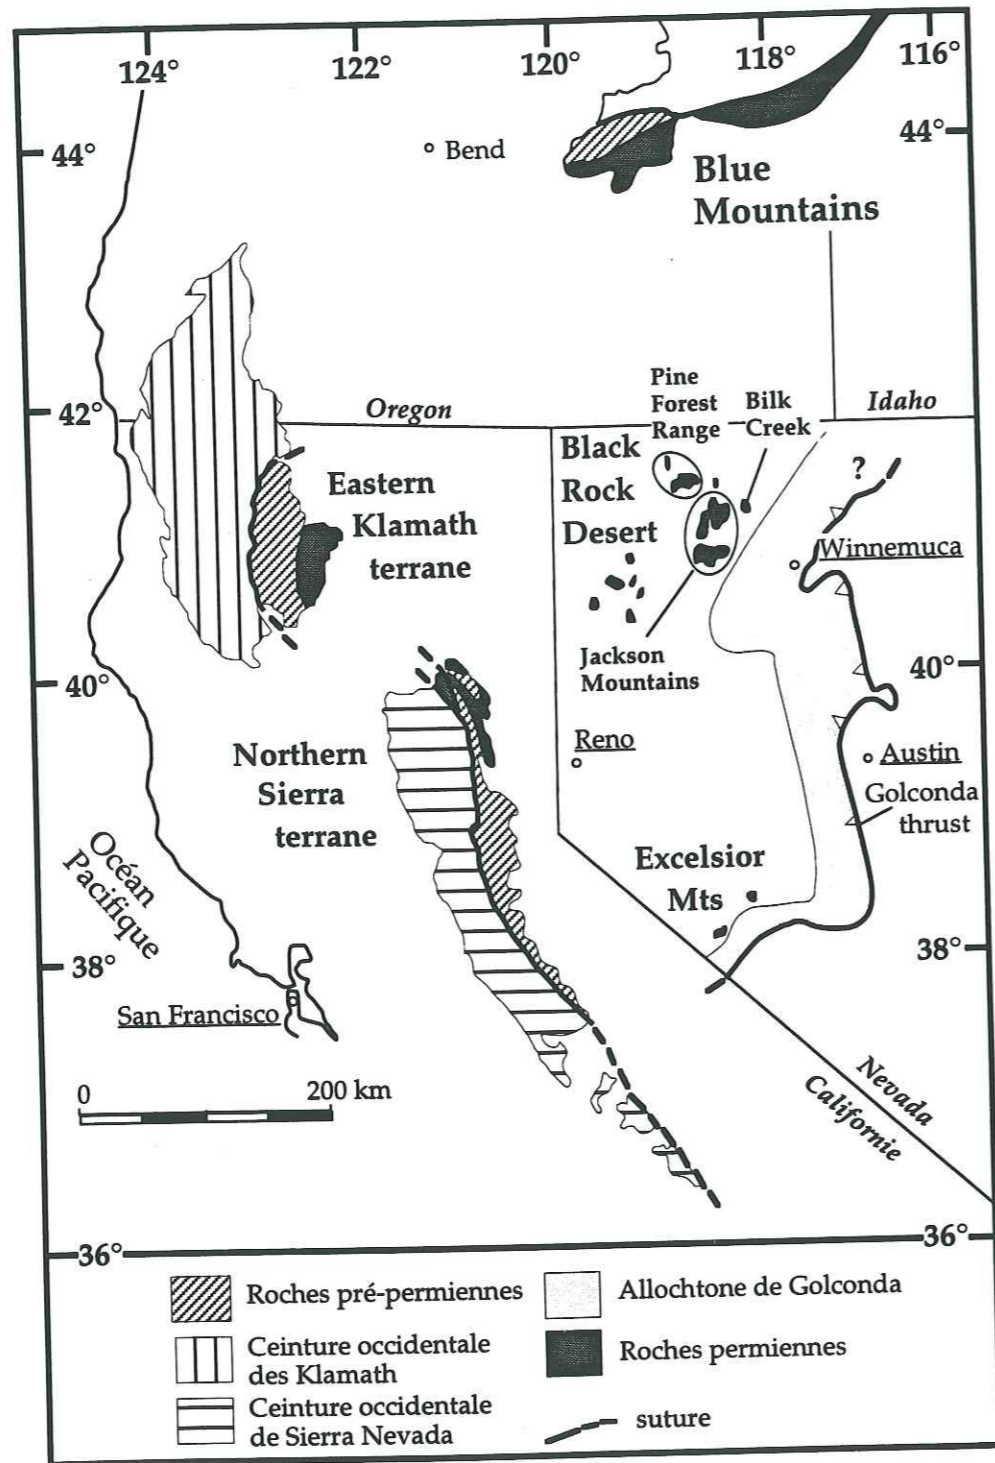 124°
122°
120°
118°
116°
44°
44°
Bend
Blue
Mountains
42°
Oregon
Pine
Forest
Range
Bilk
Creek
Idaho
Black
Rock
Desert
?
Eastern
Klamath
terrane
Winnemuca
Jackson
Mountains
40°
40°
Reno
Austin
Northern
Sierra
terrane
Golconda
thrust
Excelsior
Mts
Océan
Pacifique
38°
38°
San Francisco
0
200 km
Nevada
Californie
36°
36°
Roches pré-permiennes
Allochtone de Golconda
Ceinture occidentale
des Klamath
Roches permiennes
Ceinture occidentale
de Sierra Nevada
suture